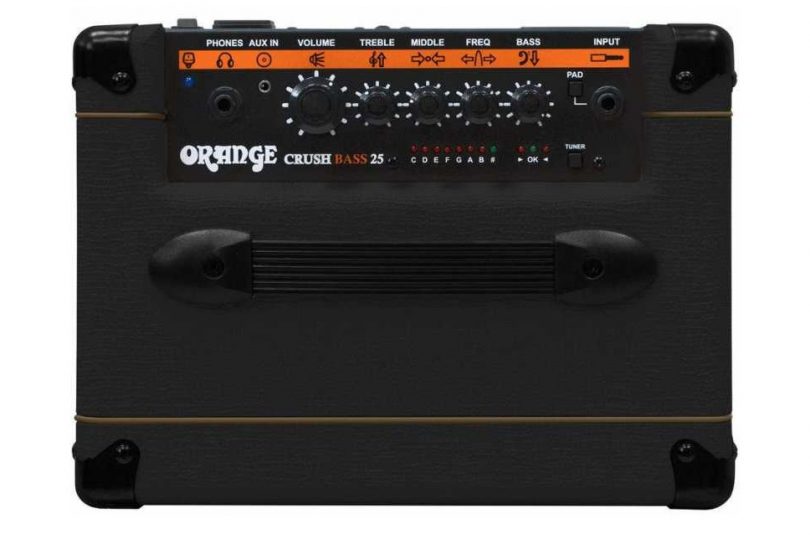 PHONES AUX IN VOLUME TREBLE MIDDLE FREQ BASS INPUT
PAD
ORANGE CRUSH BASS 25
C D E F G A B #
► OK ◄
TUNER